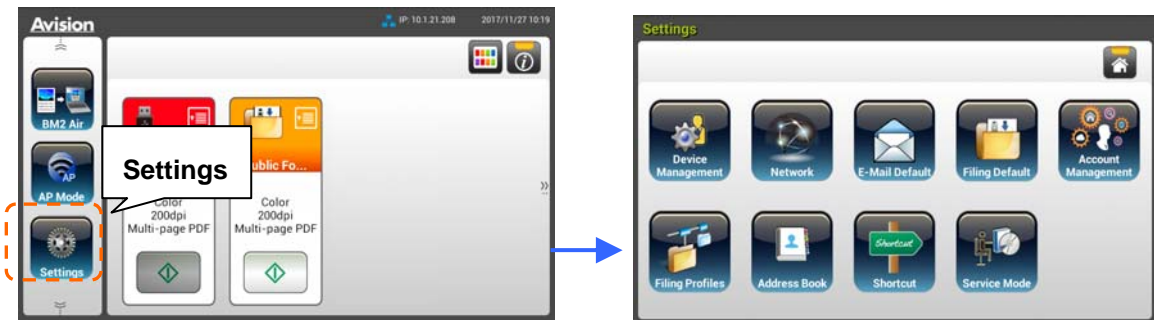 Avision
IP: 10.1.21.208 2017/11/27 10:19
BM2 Air
AP
AP Mode
Settings
Settings
ublic Fo...
Color
200dpi
Multi-page PDF
Color
200dpi
Multi-page PDF
Settings
Device
Management
Network
E-Mail Default
Filing Default
Account
Management
Filing Profiles
Address Book
Shortcut
Shortcut
Service Mode